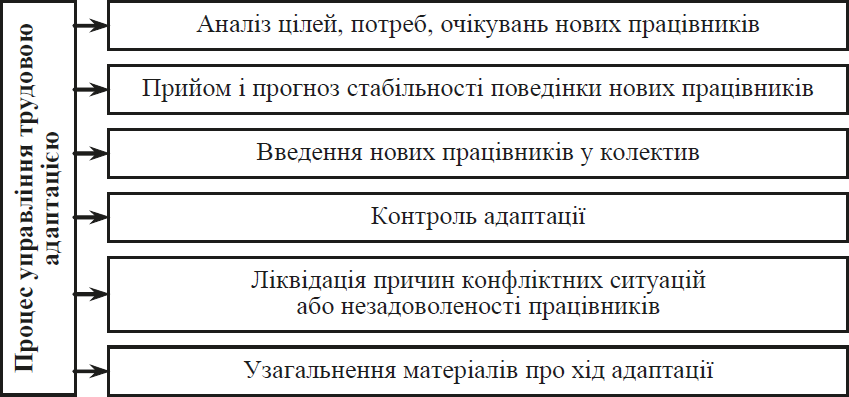 Процес управління трудовою
адаптацією
Аналіз цілей, потреб, очікувань нових працівників
Прийом і прогноз стабільності поведінки нових працівників
Введення нових працівників у колектив
Контроль адаптації
Ліквідація причин конфліктних ситуацій
або незадоволеності працівників
Узагальнення матеріалів про хід адаптації